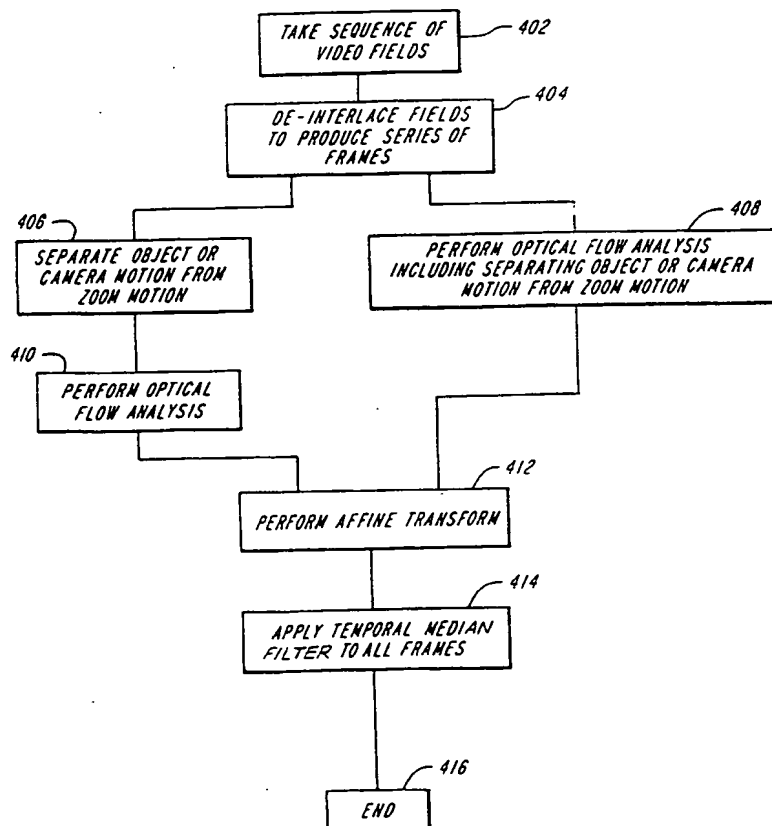 TAKE SEQUENCE OF
VIDEO FIELDS
402
DE-INTERLACE FIELDS
TO PRODUCE SERIES OF
FRAMES
404
406
SEPARATE OBJECT OR
CAMERA MOTION FROM
ZOOM MOTION
408
PERFORM OPTICAL FLOW ANALYSIS
INCLUDING SEPARATING OBJECT OR CAMERA
MOTION FROM ZOOM MOTION
410
PERFORM OPTICAL
FLOW ANALYSIS
412
PERFORM AFFINE TRANSFORM
414
APPLY TEMPORAL MEDIAN
FILTER TO ALL FRAMES
416
END